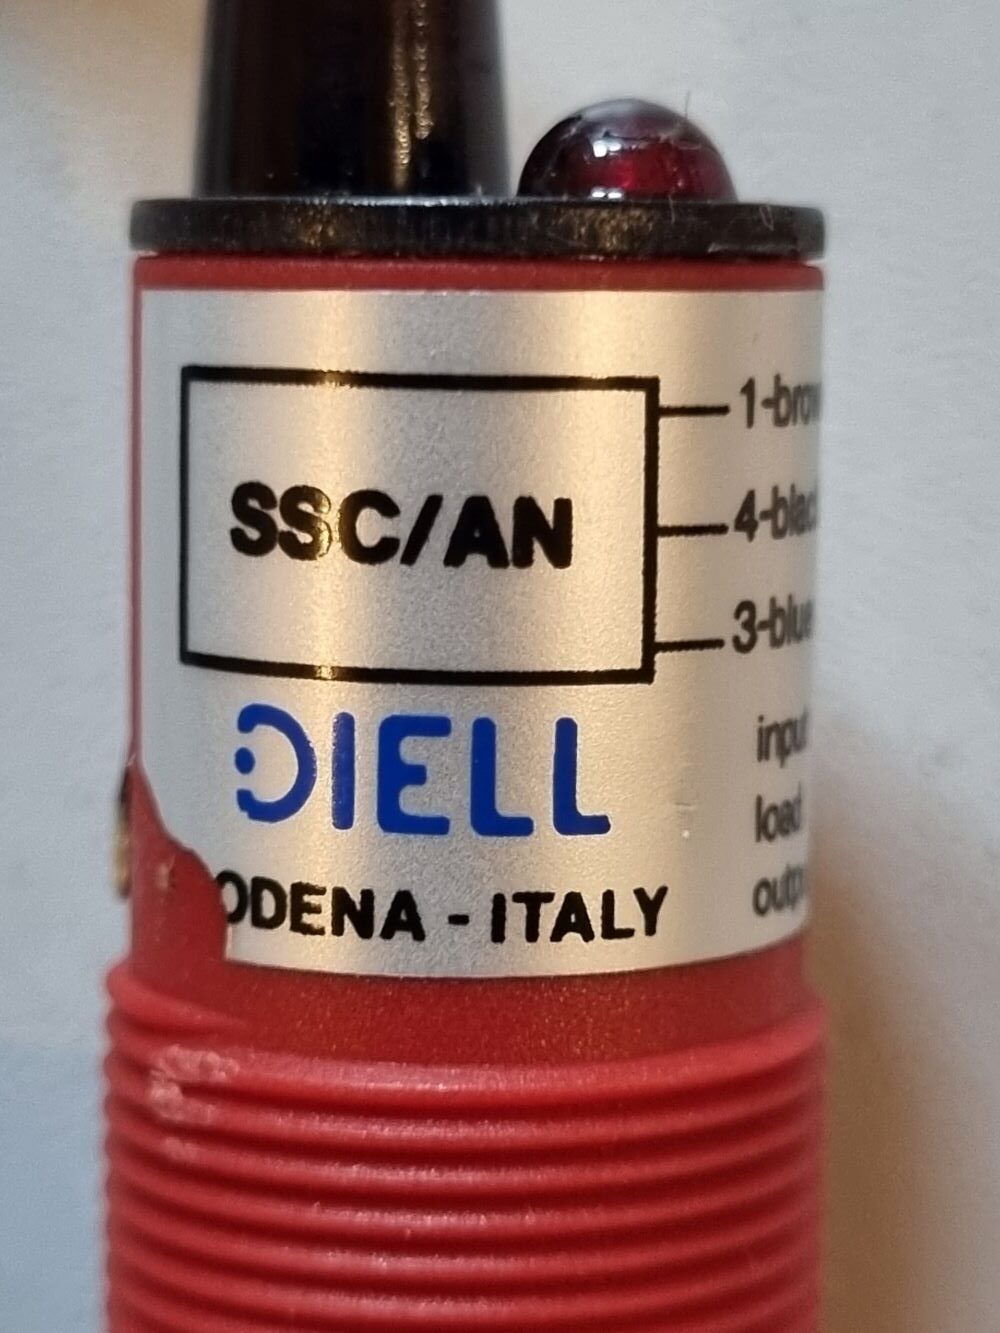 1-brow
SSC/AN
4-blac
3-blue
DIELL
input
load
outp
ODENA - ITALY